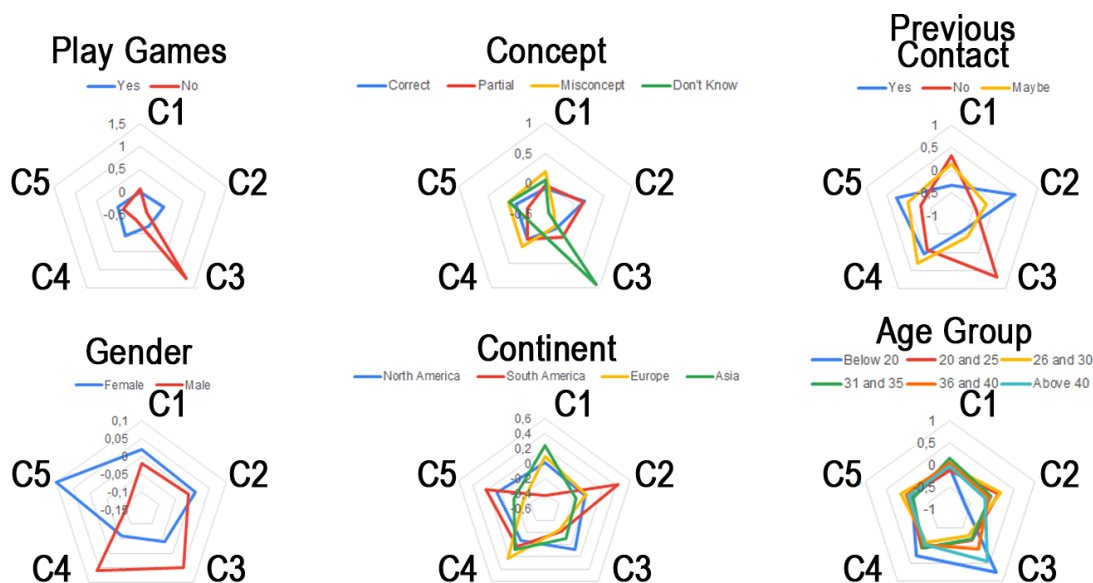 Play Games
Yes No
C1
1,5
1
0,5
0
-0,5
C5
C2
C4
C3
Concept
Correct Partial Misconcept Don't Know
C1
1
0,5
0
-0,5
C5
C2
C4
C3
Previous
Contact
Yes No Maybe
C1
1
0,5
0
-0,5
-1
C5
C2
C4
C3
Gender
Female Male
C1
0,1
0,05
0
-0,05
-0,1
-0,15
C5
C2
C4
C3
Continent
North America South America Europe Asia
C1
0,6
0,4
0,2
0
-0,2
-0,4
-0,6
C5
C2
C4
C3
Age Group
Below 20 20 and 25 26 and 30
31 and 35 36 and 40 Above 40
C1
1
0,5
0
-0,5
-1
C5
C2
C4
C3